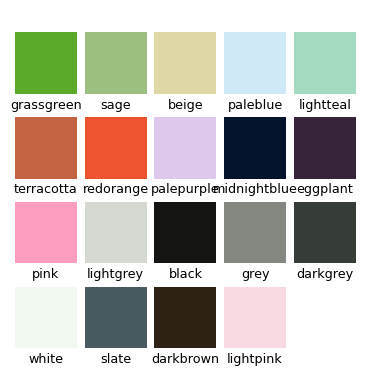 grassgreen sage beige paleblue lightteal
terracotta redorange palepurple midnightblue eggplant
pink lightgrey black grey darkgrey
white slate darkbrown lightpink